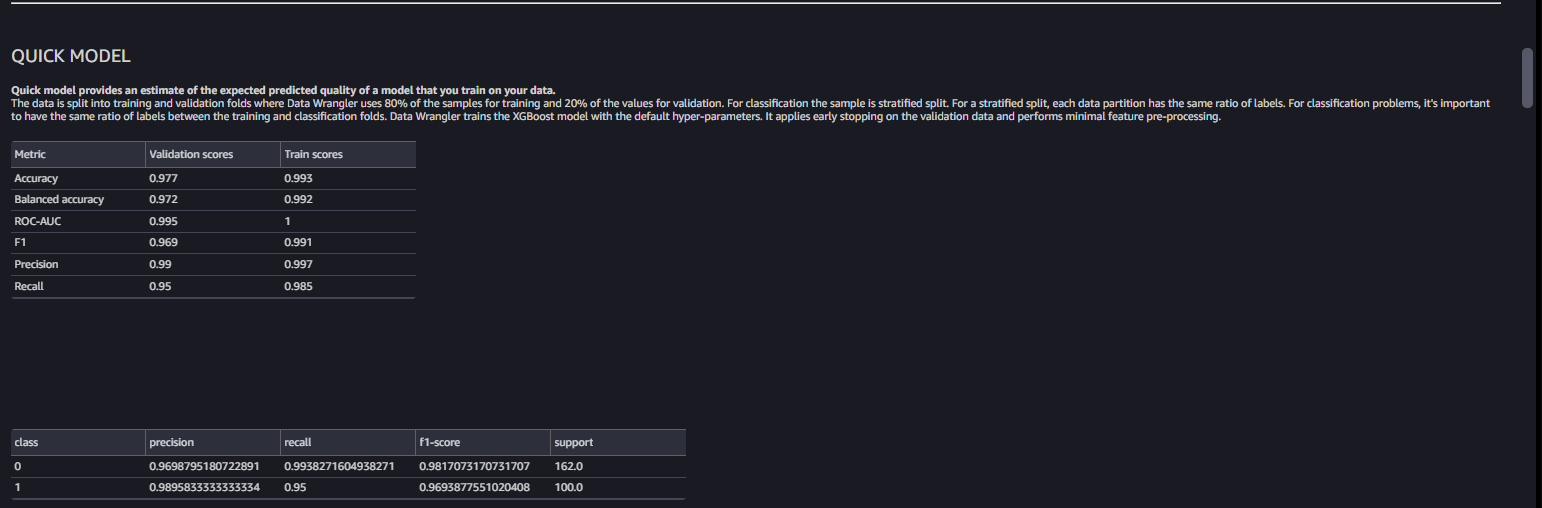 QUICK MODEL
Quick model provides an estimate of the expected predicted quality of a model that you train on your data.
The data is split into training and validation folds where Data Wrangler uses 80% of the samples for training and 20% of the values for validation. For classification the sample is stratified split. For a stratified split, each data partition has the same ratio of labels. For classification problems, it's important
to have the same ratio of labels between the training and classification folds. Data Wrangler trains the XGBoost model with the default hyper-parameters. It applies early stopping on the validation data and performs minimal feature pre-processing.
Metric Validation scores Train scores
Accuracy 0.977 0.993
Balanced accuracy 0.972 0.992
ROC-AUC 0.995 1
F1 0.969 0.991
Precision 0.99 0.997
Recall 0.95 0.985
class precision recall f1-score support
0 0.9698795180722891 0.9938271604938271 0.9817073170731707 162.0
1 0.9895833333333334 0.95 0.9693877551020408 100.0